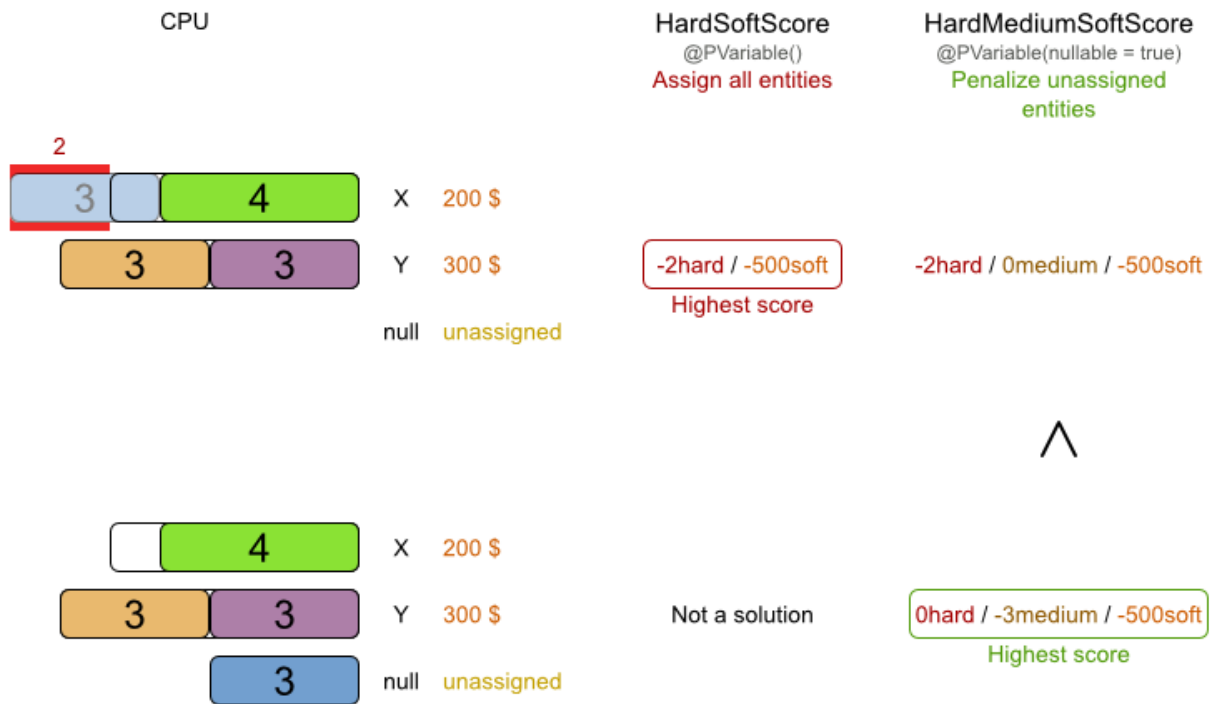 CPU
HardSoftScore
HardMediumSoftScore
@PVariable()
@PVariable(nullable = true)
Assign all entities
Penalize unassigned
entities
2
3
4
X
200 $
3
3
Y
300 $
-2hard / -500soft
-2hard / 0medium / -500soft
Highest score
null
unassigned
4
X
200 $
3
3
Y
300 $
Not a solution
0hard / -3medium / -500soft
Highest score
3
null
unassigned